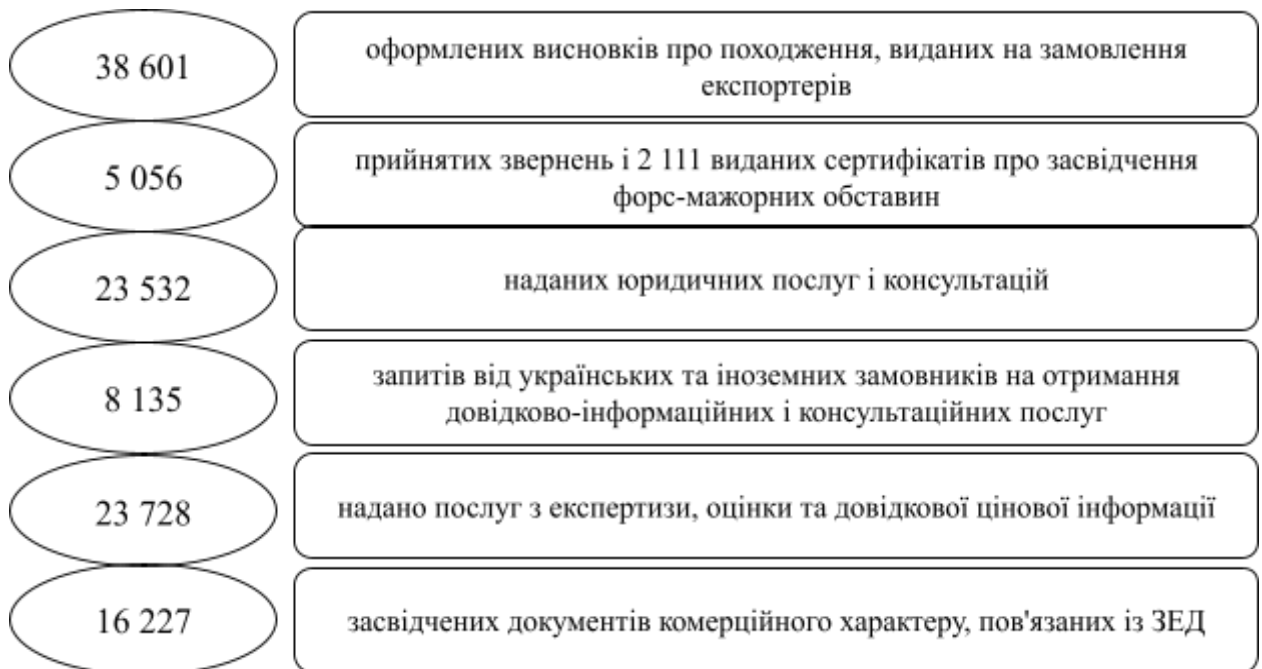 38 601
оформлених висновків про походження, виданих на замовлення
експортерів
5 056
прийнятих звернень і 2 111 виданих сертифікатів про засвідчення
форс-мажорних обставин
23 532
наданих юридичних послуг і консультацій
8 135
запитів від українських та іноземних замовників на отримання
довідково-інформаційних і консультаційних послуг
23 728
надано послуг з експертизи, оцінки та довідкової цінової інформації
16 227
засвідчених документів комерційного характеру, пов'язаних із ЗЕД